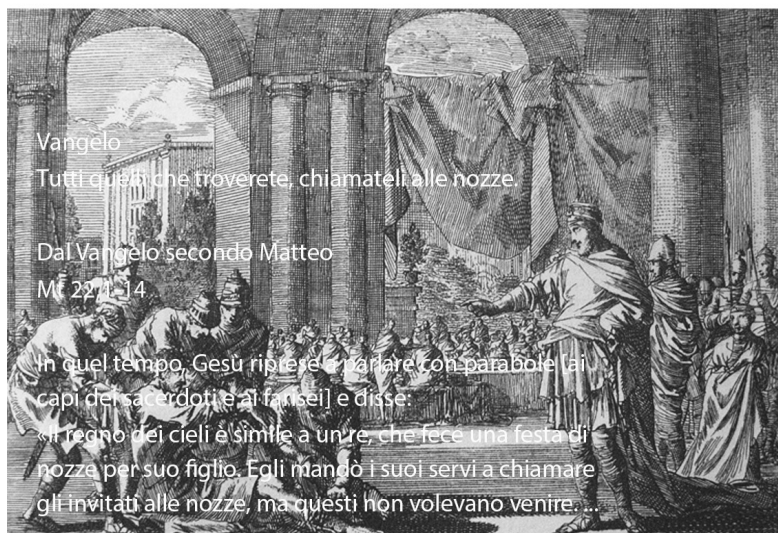 Vangelo
Tutti quelli che troverete, chiamateli alle nozze.
Dal Vangelo secondo Matteo
Mt 22,1-14
In quel tempo, Gesù riprese a parlare con parabole [ai
capi dei sacerdoti e ai farisei] e disse:
«Il regno dei cieli è simile a un re, che fece una festa di
nozze per suo figlio. Egli mandò i suoi servi a chiamare
gli invitati alle nozze, ma questi non volevano venire. ...